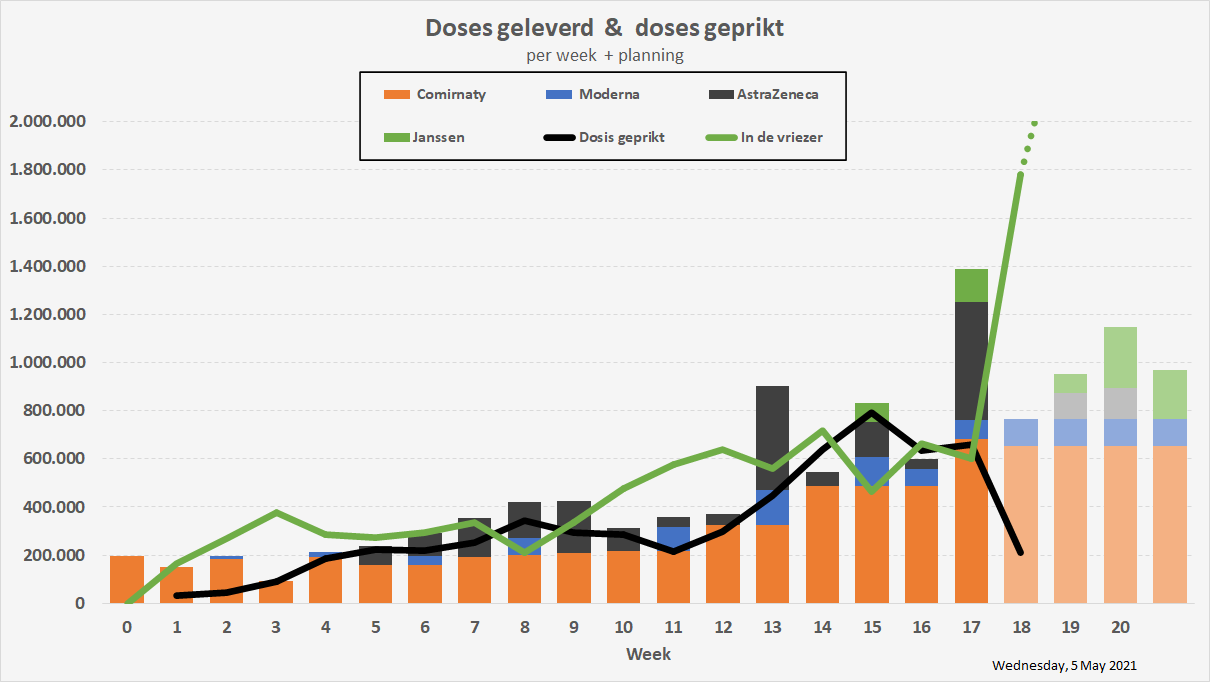 Doses geleverd & doses geprikt
per week + planning
Comirnaty Moderna AstraZeneca
Janssen Dosis geprikt In de vriezer
2.000.000
1.800.000
1.600.000
1.400.000
1.200.000
1.000.000
800.000
600.000
400.000
200.000
0
0 1 2 3 4 5 6 7 8 9 10 11 12 13 14 15 16 17 18 19 20
Week
Wednesday, 5 May 2021